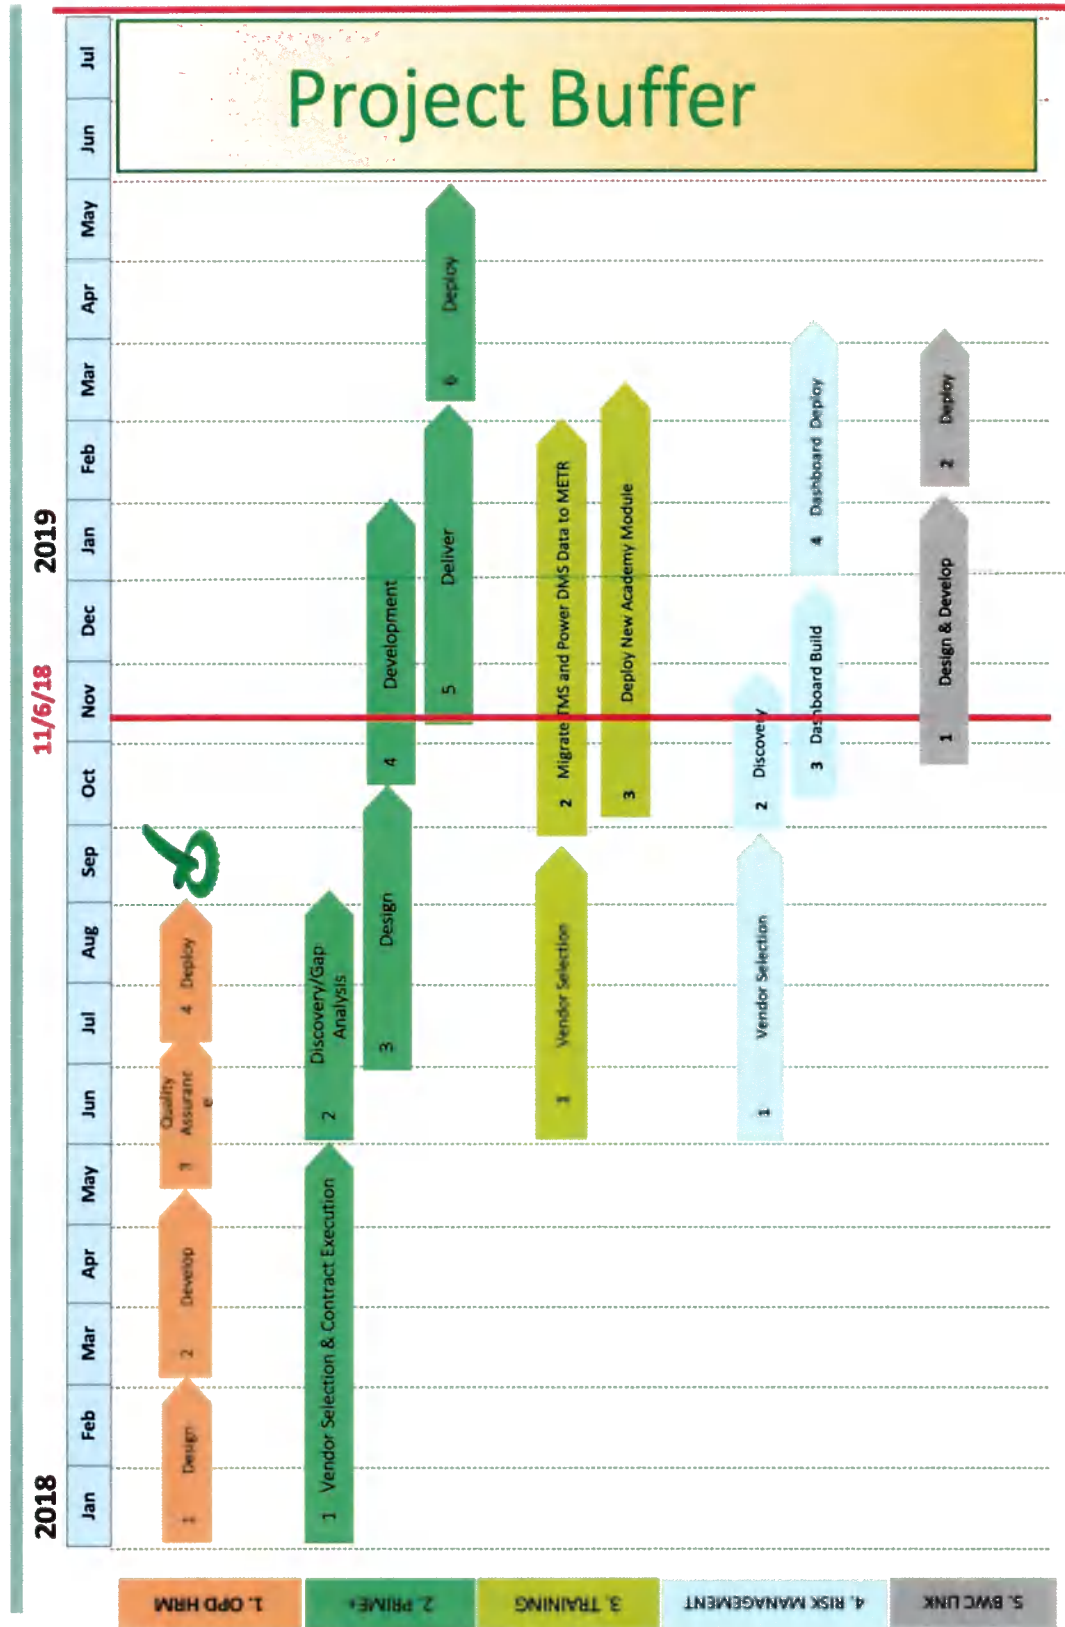 2018
11/6/18
2019
Jan
Feb
Mar
Apr
May
Jun
Jul
Aug
Sep
Oct
Nov
Dec
Jan
Feb
Mar
Apr
May
Jun
Jul
1. OPD HRM
1 Design
2 Develop
3 Quality
Assuranc
e
4 Deploy
2. PRIME+
1 Vendor Selection & Contract Execution
2 Discovery/Gap
Analysis
3 Design
4 Development
5 Deliver
6 Deploy
3. TRAINING
1 Vendor Selection
2 Migrate TMS and Power DMS Data to METR
3 Deploy New Academy Module
4. RISK MANAGEMENT
1 Vendor Selection
2 Discovery
3 Dashboard Build
4 Dashboard Deploy
5. BWC LINK
1 Design & Develop
2 Deploy
Project Buffer